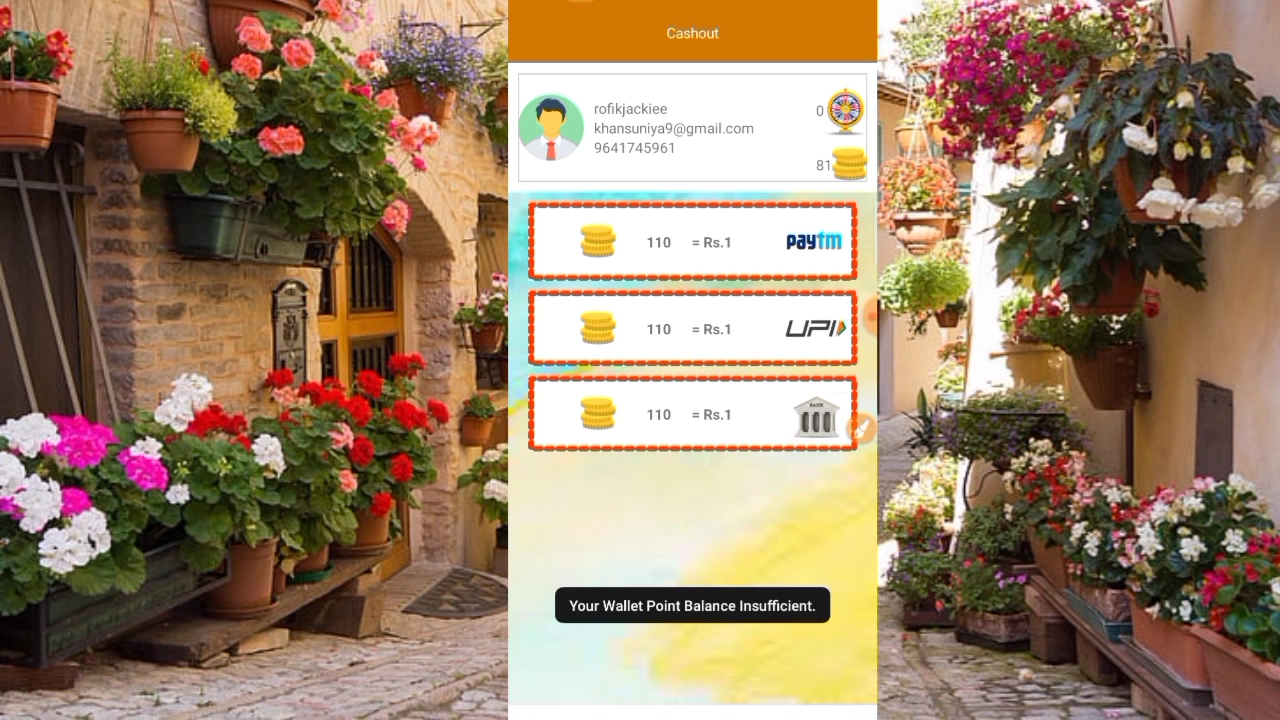 Cashout
rofikjackiee
khansuniya9@gmail.com
9641745961
0
81
110 = Rs.1 paytm
110 = Rs.1 UPI
110 = Rs.1 BANK
Your Wallet Point Balance Insufficient.